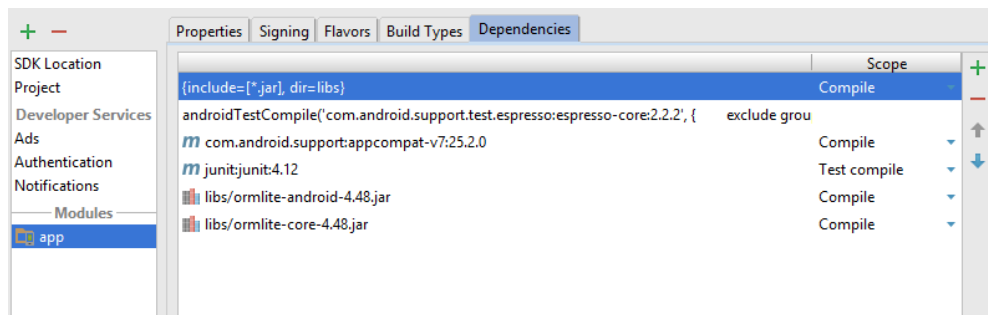 Properties Signing Flavors Build Types Dependencies
SDK Location
Project
Developer Services
Ads
Authentication
Notifications
Modules
app
Scope
{include=[*.jar], dir=libs} Compile
androidTestCompile('com.android.support.test.espresso:espresso-core:2.2.2', { exclude grou
m com.android.support:appcompat-v7:25.2.0 Compile
m junit:junit:4.12 Test compile
libs/ormlite-android-4.48.jar Compile
libs/ormlite-core-4.48.jar Compile